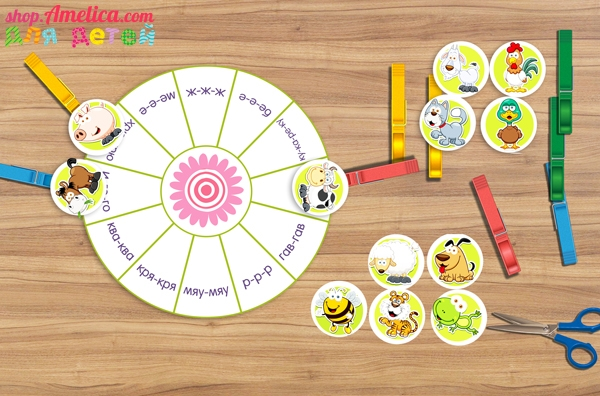 shop.Amelica.com
для детей
ме-е-е
ж-ж-ж
бе-е-е
ку-ка-ре-ку
гав-гав
р-р-р
мяу-мяу
кря-кря
ква-ква